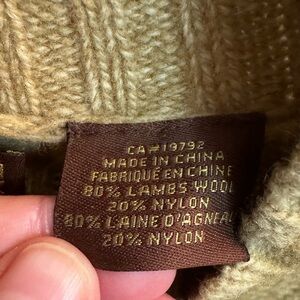 CA#19792
MADE IN CHINA
FABRIQUÉ EN CHINE
80% LAMBS WOOL
20% NYLON
80% LAINE D'AGNEAU
20% NYLON